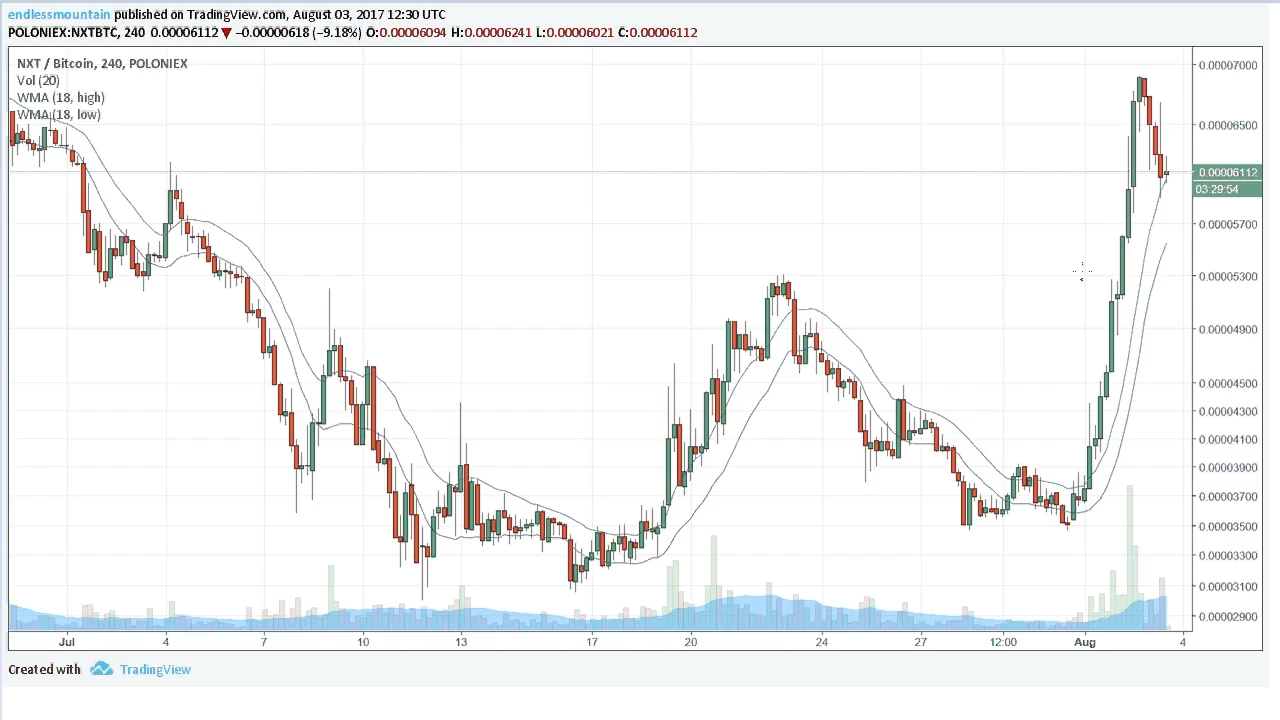 endlessmountain published on TradingView.com, August 03, 2017 12:30 UTC
POLONIEX:NXTBTC, 240 0.00006112 ▼ −0.00000618 (−9.18%) O:0.00006094 H:0.00006241 L:0.00006021 C:0.00006112
NXT / Bitcoin, 240, POLONIEX
Vol (20)
WMA (18, high)
WMA (18, low)
0.00007000
0.00006500
0.00006112
03:29:54
0.00005700
0.00005300
0.00004900
0.00004500
0.00004300
0.00004100
0.00003900
0.00003700
0.00003500
0.00003300
0.00003100
0.00002900
Jul 4 7 10 13 17 20 24 27 12:00 Aug 4
Created with TradingView